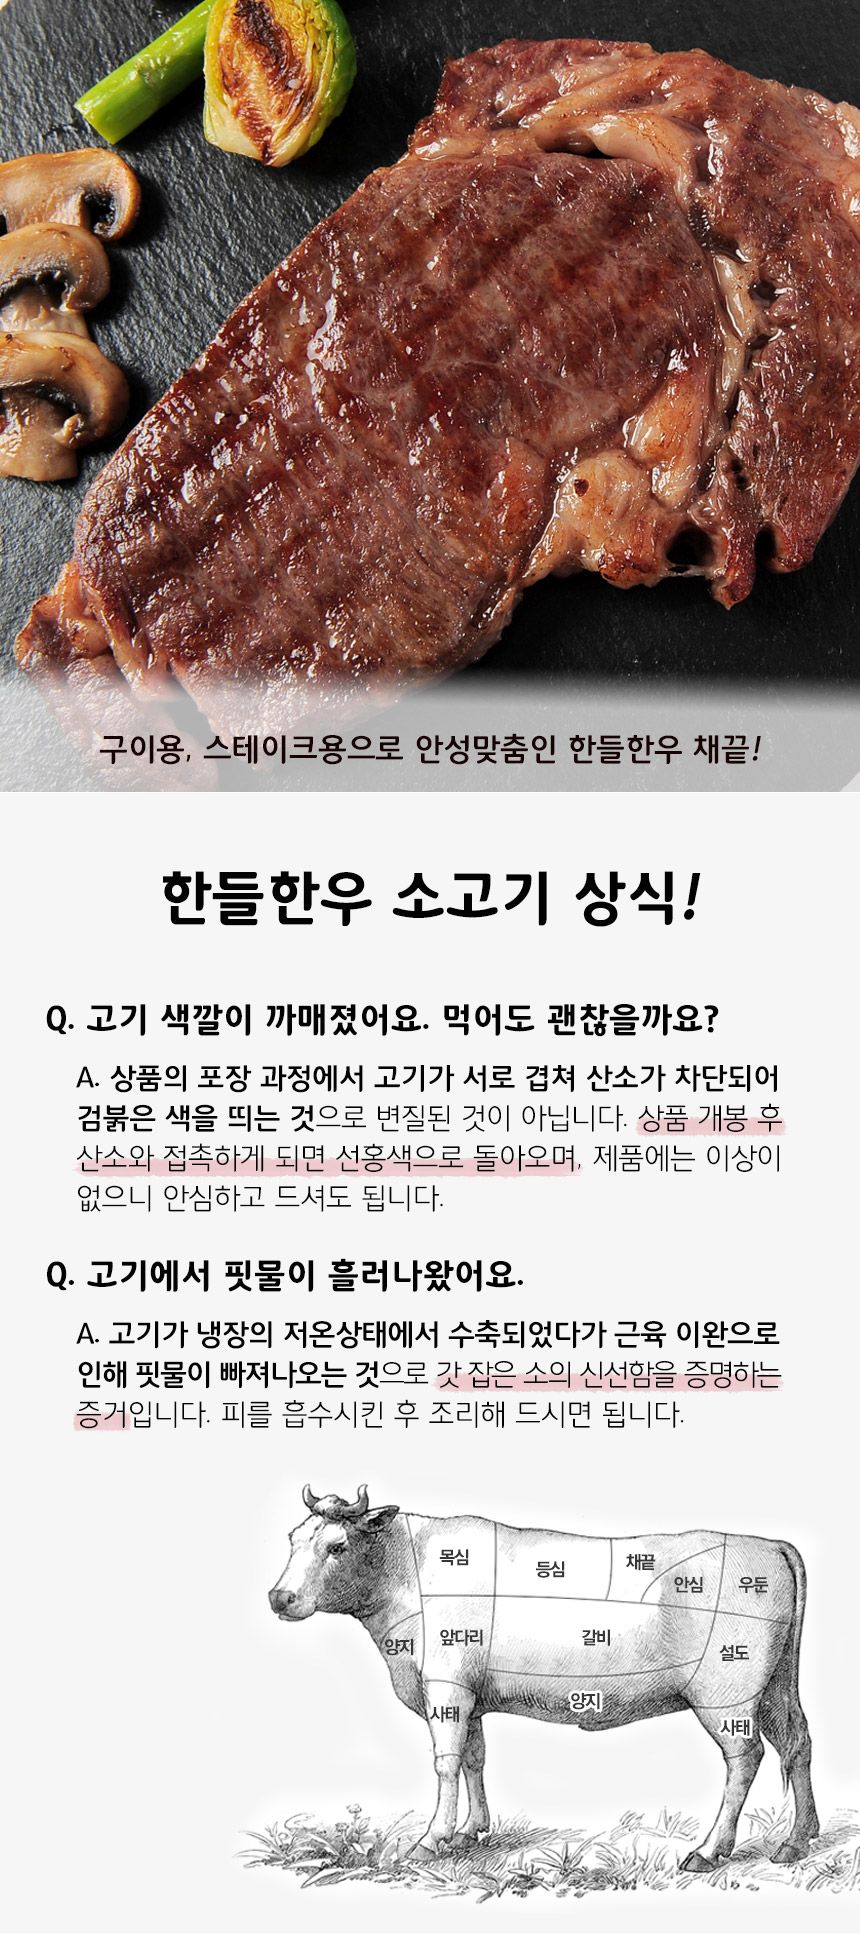 구이용, 스테이크용으로 안성맞춤인 한들한우 채끝!
한들한우 소고기 상식!
Q. 고기 색깔이 까매졌어요. 먹어도 괜찮을까요?
A. 상품의 포장 과정에서 고기가 서로 겹쳐 산소가 차단되어
검붉은 색을 띄는 것으로 변질된 것이 아닙니다. 상품 개봉 후
산소와 접촉하게 되면 선홍색으로 돌아오며, 제품에는 이상이
없으니 안심하고 드셔도 됩니다.
Q. 고기에서 핏물이 흘러나왔어요.
A. 고기가 냉장의 저온상태에서 수축되었다가 근육 이완으로
인해 핏물이 빠져나오는 것으로 갓 잡은 소의 신선함을 증명하는
증거입니다. 피를 흡수시킨 후 조리해 드시면 됩니다.
목심
등심
채끝
안심
우둔
양지
앞다리
갈비
설도
사태
양지
사태